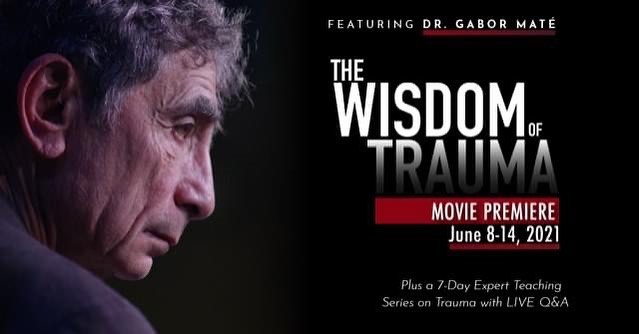 FEATURING DR. GABOR MATÉ
THE
WISDOM OF
TRAUMA
MOVIE PREMIERE
June 8-14, 2021
Plus a 7-Day Expert Teaching
Series on Trauma with LIVE Q&A